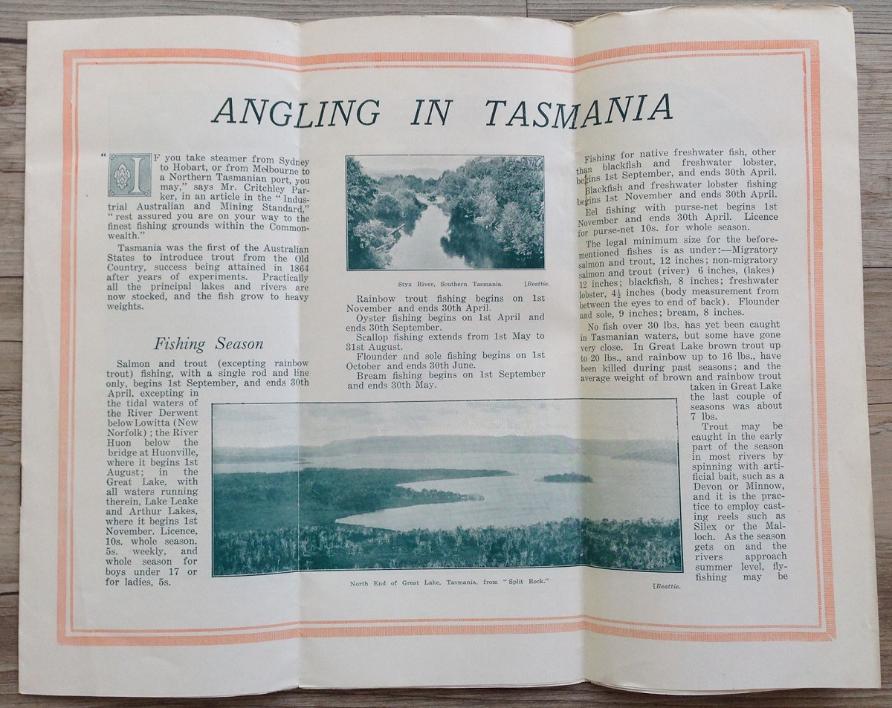 ANGLING IN TASMANIA
" IF you take steamer from Sydney
to Hobart, or from Melbourne to
a Northern Tasmanian port, you
may," says Mr. Critchley Par-
ker, in an article in the " Indus-
trial Australian and Mining Standard,"
" rest assured you are on your way to the
finest fishing grounds within the Common-
wealth."
Tasmania was the first of the Australian
States to introduce trout from the Old
Country, success being attained in 1864
after years of experiments. Practically
all the principal lakes and rivers are
now stocked, and the fish grow to heavy
weights.
Fishing Season
Salmon and trout (excepting rainbow
trout) fishing, with a single rod and line
only, begins 1st September, and ends 30th
April, excepting in
the tidal waters of
the River Derwent
below Lowitta (New
Norfolk) ; the River
Huon below the
bridge at Huonville,
where it begins 1st
August; in the
Great Lake, with
all waters running
therein, Lake Leake
and Arthur Lakes,
where it begins 1st
November. Licence,
10s. whole season,
5s. weekly, and
whole season for
boys under 17 or
for ladies, 5s.
Styx River, Southern Tasmania. [Beattie.
Rainbow trout fishing begins on 1st
November and ends 30th April.
Oyster fishing begins on 1st April and
ends 30th September.
Scallop fishing extends from 1st May to
31st August.
Flounder and sole fishing begins on 1st
October and ends 30th June.
Bream fishing begins on 1st September
and ends 30th May.
North End of Great Lake, Tasmania, from " Split Rock." [Beattie.
Fishing for native freshwater fish, other
than blackfish and freshwater lobster,
begins 1st September, and ends 30th April.
Blackfish and freshwater lobster fishing
begins 1st November and ends 30th April.
Eel fishing with purse-net begins 1st
November and ends 30th April. Licence
for purse-net 10s. for whole season.
The legal minimum size for the before-
mentioned fishes is as under:—Migratory
salmon and trout, 12 inches; non-migratory
salmon and trout (river) 6 inches, (lakes)
12 inches; blackfish, 8 inches; freshwater
lobster, 4½ inches (body measurement from
between the eyes to end of back). Flounder
and sole, 9 inches; bream, 8 inches.
No fish over 30 lbs. has yet been caught
in Tasmanian waters, but some have gone
very close. In Great Lake brown trout up
to 20 lbs., and rainbow up to 16 lbs., have
been killed during past seasons; and the
average weight of brown and rainbow trout
taken in Great Lake
the last couple of
seasons was about
7 lbs.
Trout may be
caught in the early
part of the season
in most rivers by
spinning with arti-
ficial bait, such as a
Devon or Minnow,
and it is the prac-
tice to employ cast-
ing reels such as
Silex or the Mal-
loch. As the season
gets on and the
rivers approach
summer level, fly-
fishing may be